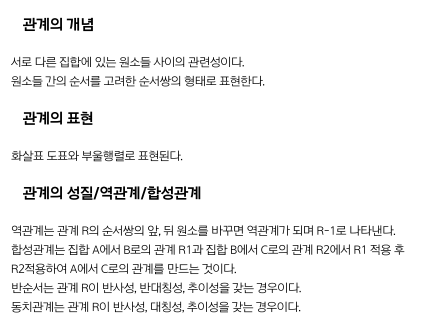 관계의 개념
서로 다른 집합에 있는 원소들 사이의 관련성이다.
원소들 간의 순서를 고려한 순서쌍의 형태로 표현한다.
관계의 표현
화살표 도표와 부울행렬로 표현된다.
관계의 성질/역관계/합성관계
역관계는 관계 R의 순서쌍의 앞, 뒤 원소를 바꾸면 역관계가 되며 R-1로 나타낸다.
합성관계는 집합 A에서 B로의 관계 R1과 집합 B에서 C로의 관계 R2에서 R1 적용 후
R2적용하여 A에서 C로의 관계를 만드는 것이다.
반순서는 관계 R이 반사성, 반대칭성, 추이성을 갖는 경우이다.
동치관계는 관계 R이 반사성, 대칭성, 추이성을 갖는 경우이다.